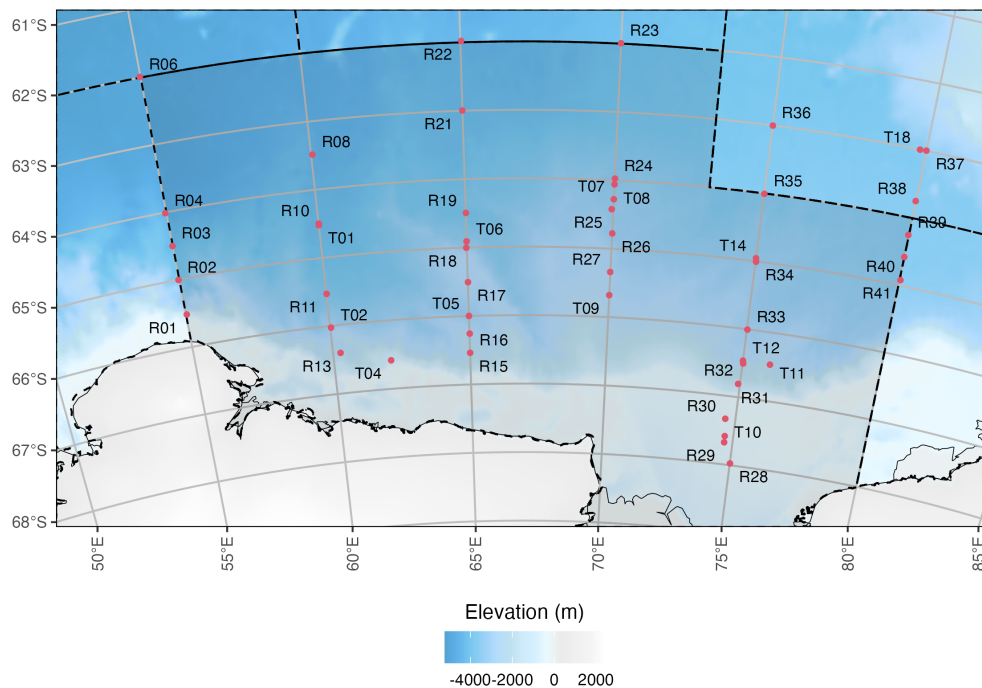 61°S
62°S
63°S
64°S
65°S
66°S
67°S
68°S
R23
R22
R06
R21
R36
T18
R37
R08
R24
T07
R35
R38
T08
R04
R19
R39
R10
T01
R25
R03
T06
T14
R26
R18
R27
R34
R40
R02
R17
R41
R11
T05
T09
T02
R33
R01
R16
T12
R13
T04
R15
R32
T11
R31
R30
T10
R29
R28
50°E
55°E
60°E
65°E
70°E
75°E
80°E
85°E
Elevation (m)
-4000 -2000 0 2000